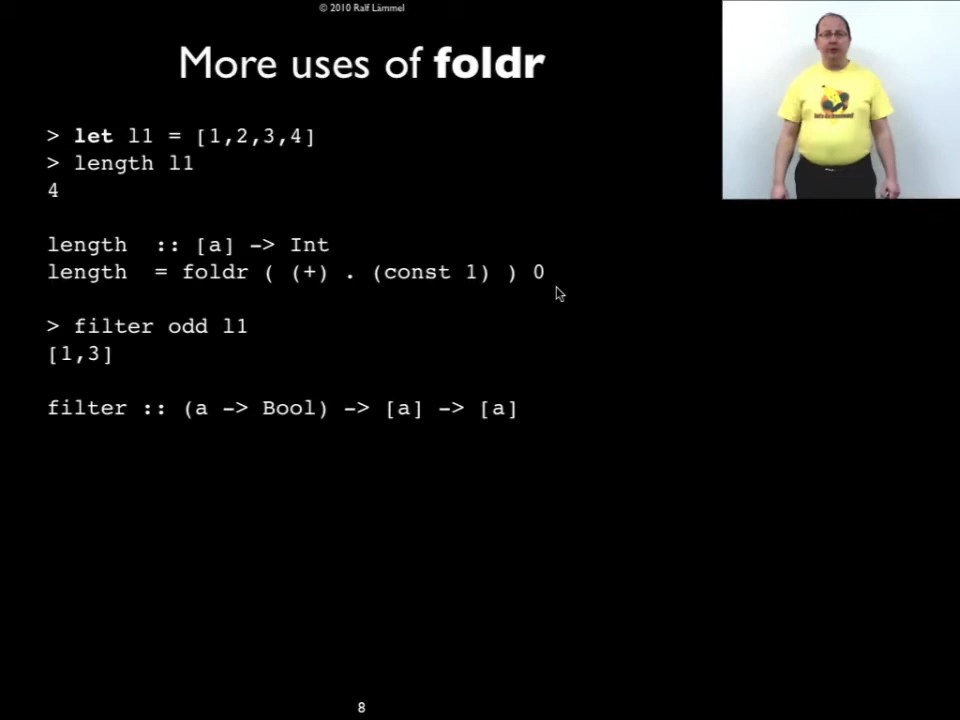 © 2010 Ralf Lämmel
More uses of foldr
> let l1 = [1,2,3,4]
> length l1
4
length :: [a] -> Int
length = foldr ( (+) . (const 1) ) 0
> filter odd l1
[1,3]
filter :: (a -> Bool) -> [a] -> [a]
8